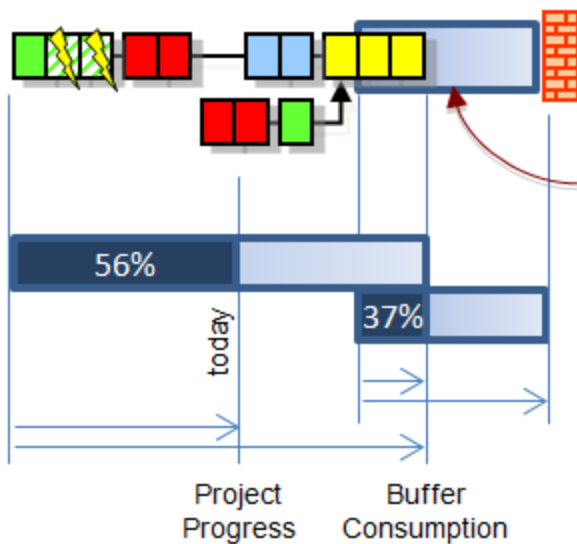 56%
37%
today
Project
Progress
Buffer
Consumption